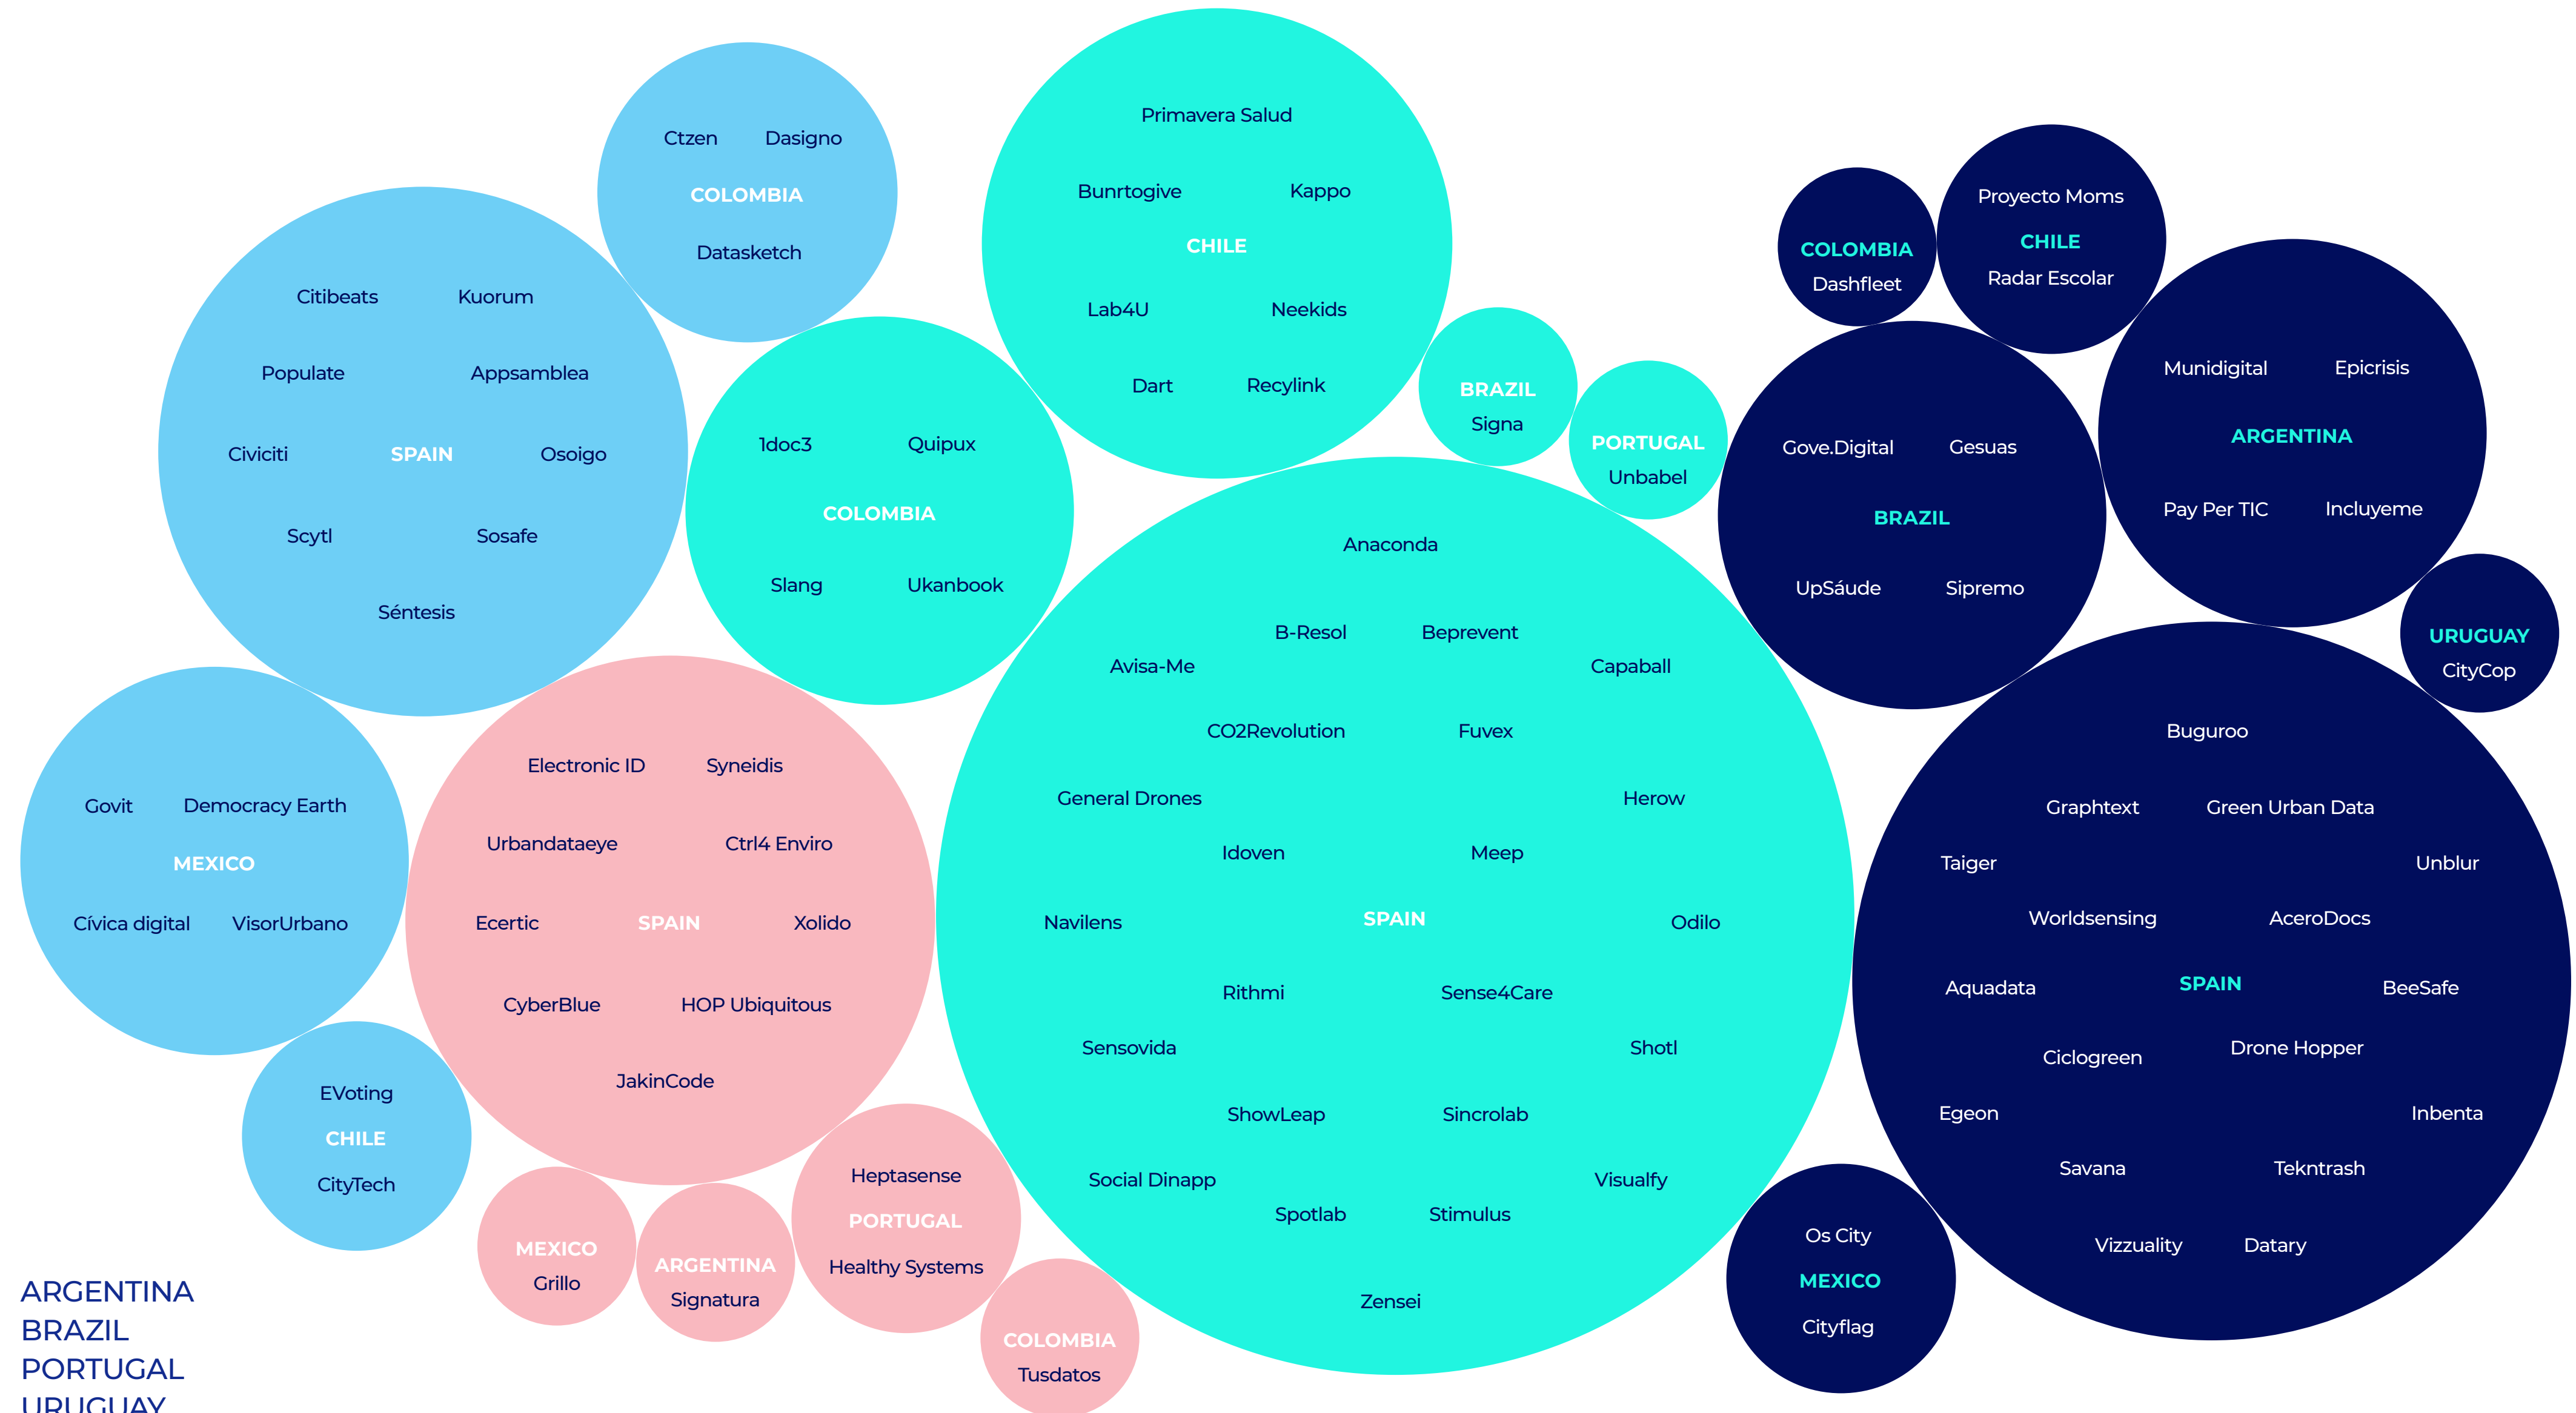 Ctzen Dasigno
COLOMBIA
Datasketch
Citibeats Kuorum
Populate Appsamblea
Civiciti SPAIN Osoigo
Scytl Sosafe
Séntesis
Govit Democracy Earth
MEXICO
Cívica digital VisorUrbano
EVoting
CHILE
CityTech
Primavera Salud
Bunrtogive Kappo
CHILE
Lab4U Neekids
Dart Recylink
1doc3 Quipux
COLOMBIA
Slang Ukanbook
BRAZIL
Signa
PORTUGAL
Unbabel
Anaconda
B-Resol Beprevent
Avisa-Me Capaball
CO2Revolution Fuvex
General Drones Herow
Idoven Meep
Navilens SPAIN Odilo
Rithmi Sense4Care
Sensovida Shotl
ShowLeap Sincrolab
Social Dinapp Visualfy
Spotlab Stimulus
Zensei
Electronic ID Syneidis
Urbandataeye Ctrl4 Enviro
Ecertic SPAIN Xolido
CyberBlue HOP Ubiquitous
JakinCode
MEXICO
Grillo
ARGENTINA
Signatura
Heptasense
PORTUGAL
Healthy Systems
COLOMBIA
Tusdatos
COLOMBIA
Dashfleet
Proyecto Moms
CHILE
Radar Escolar
Munidigital Epicrisis
ARGENTINA
Pay Per TIC Incluyeme
Gove.Digital Gesuas
BRAZIL
UpSáude Sipremo
URUGUAY
CityCop
Buguroo
Graphtext Green Urban Data
Taiger Unblur
Worldsensing AceroDocs
Aquadata SPAIN BeeSafe
Ciclogreen Drone Hopper
Egeon Inbenta
Savana Tekntrash
Vizzuality Datary
Os City
MEXICO
Cityflag
ARGENTINA
BRAZIL
PORTUGAL
URUGUAY